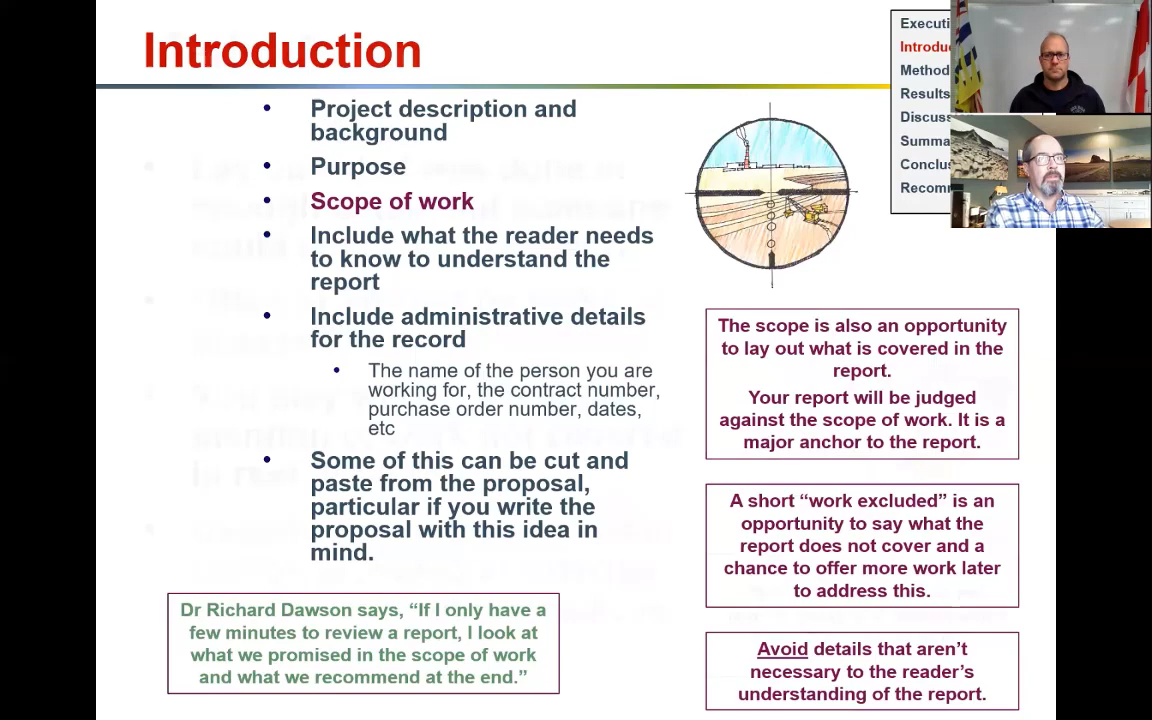 Introduction
Project description and
background
Purpose
Scope of work
Include what the reader needs
to know to understand the
report
Include administrative details
for the record
The name of the person you are
working for, the contract number,
purchase order number, dates,
etc
Some of this can be cut and
paste from the proposal,
particular if you write the
proposal with this idea in
mind.
Dr Richard Dawson says, “If I only have a
few minutes to review a report, I look at
what we promised in the scope of work
and what we recommend at the end.”
Executi
Introduc
Method
Results
Discuss
Summa
Conclus
Recomm
The scope is also an opportunity
to lay out what is covered in the
report.
Your report will be judged
against the scope of work. It is a
major anchor to the report.
A short “work excluded” is an
opportunity to say what the
report does not cover and a
chance to offer more work later
to address this.
Avoid details that aren’t
necessary to the reader’s
understanding of the report.